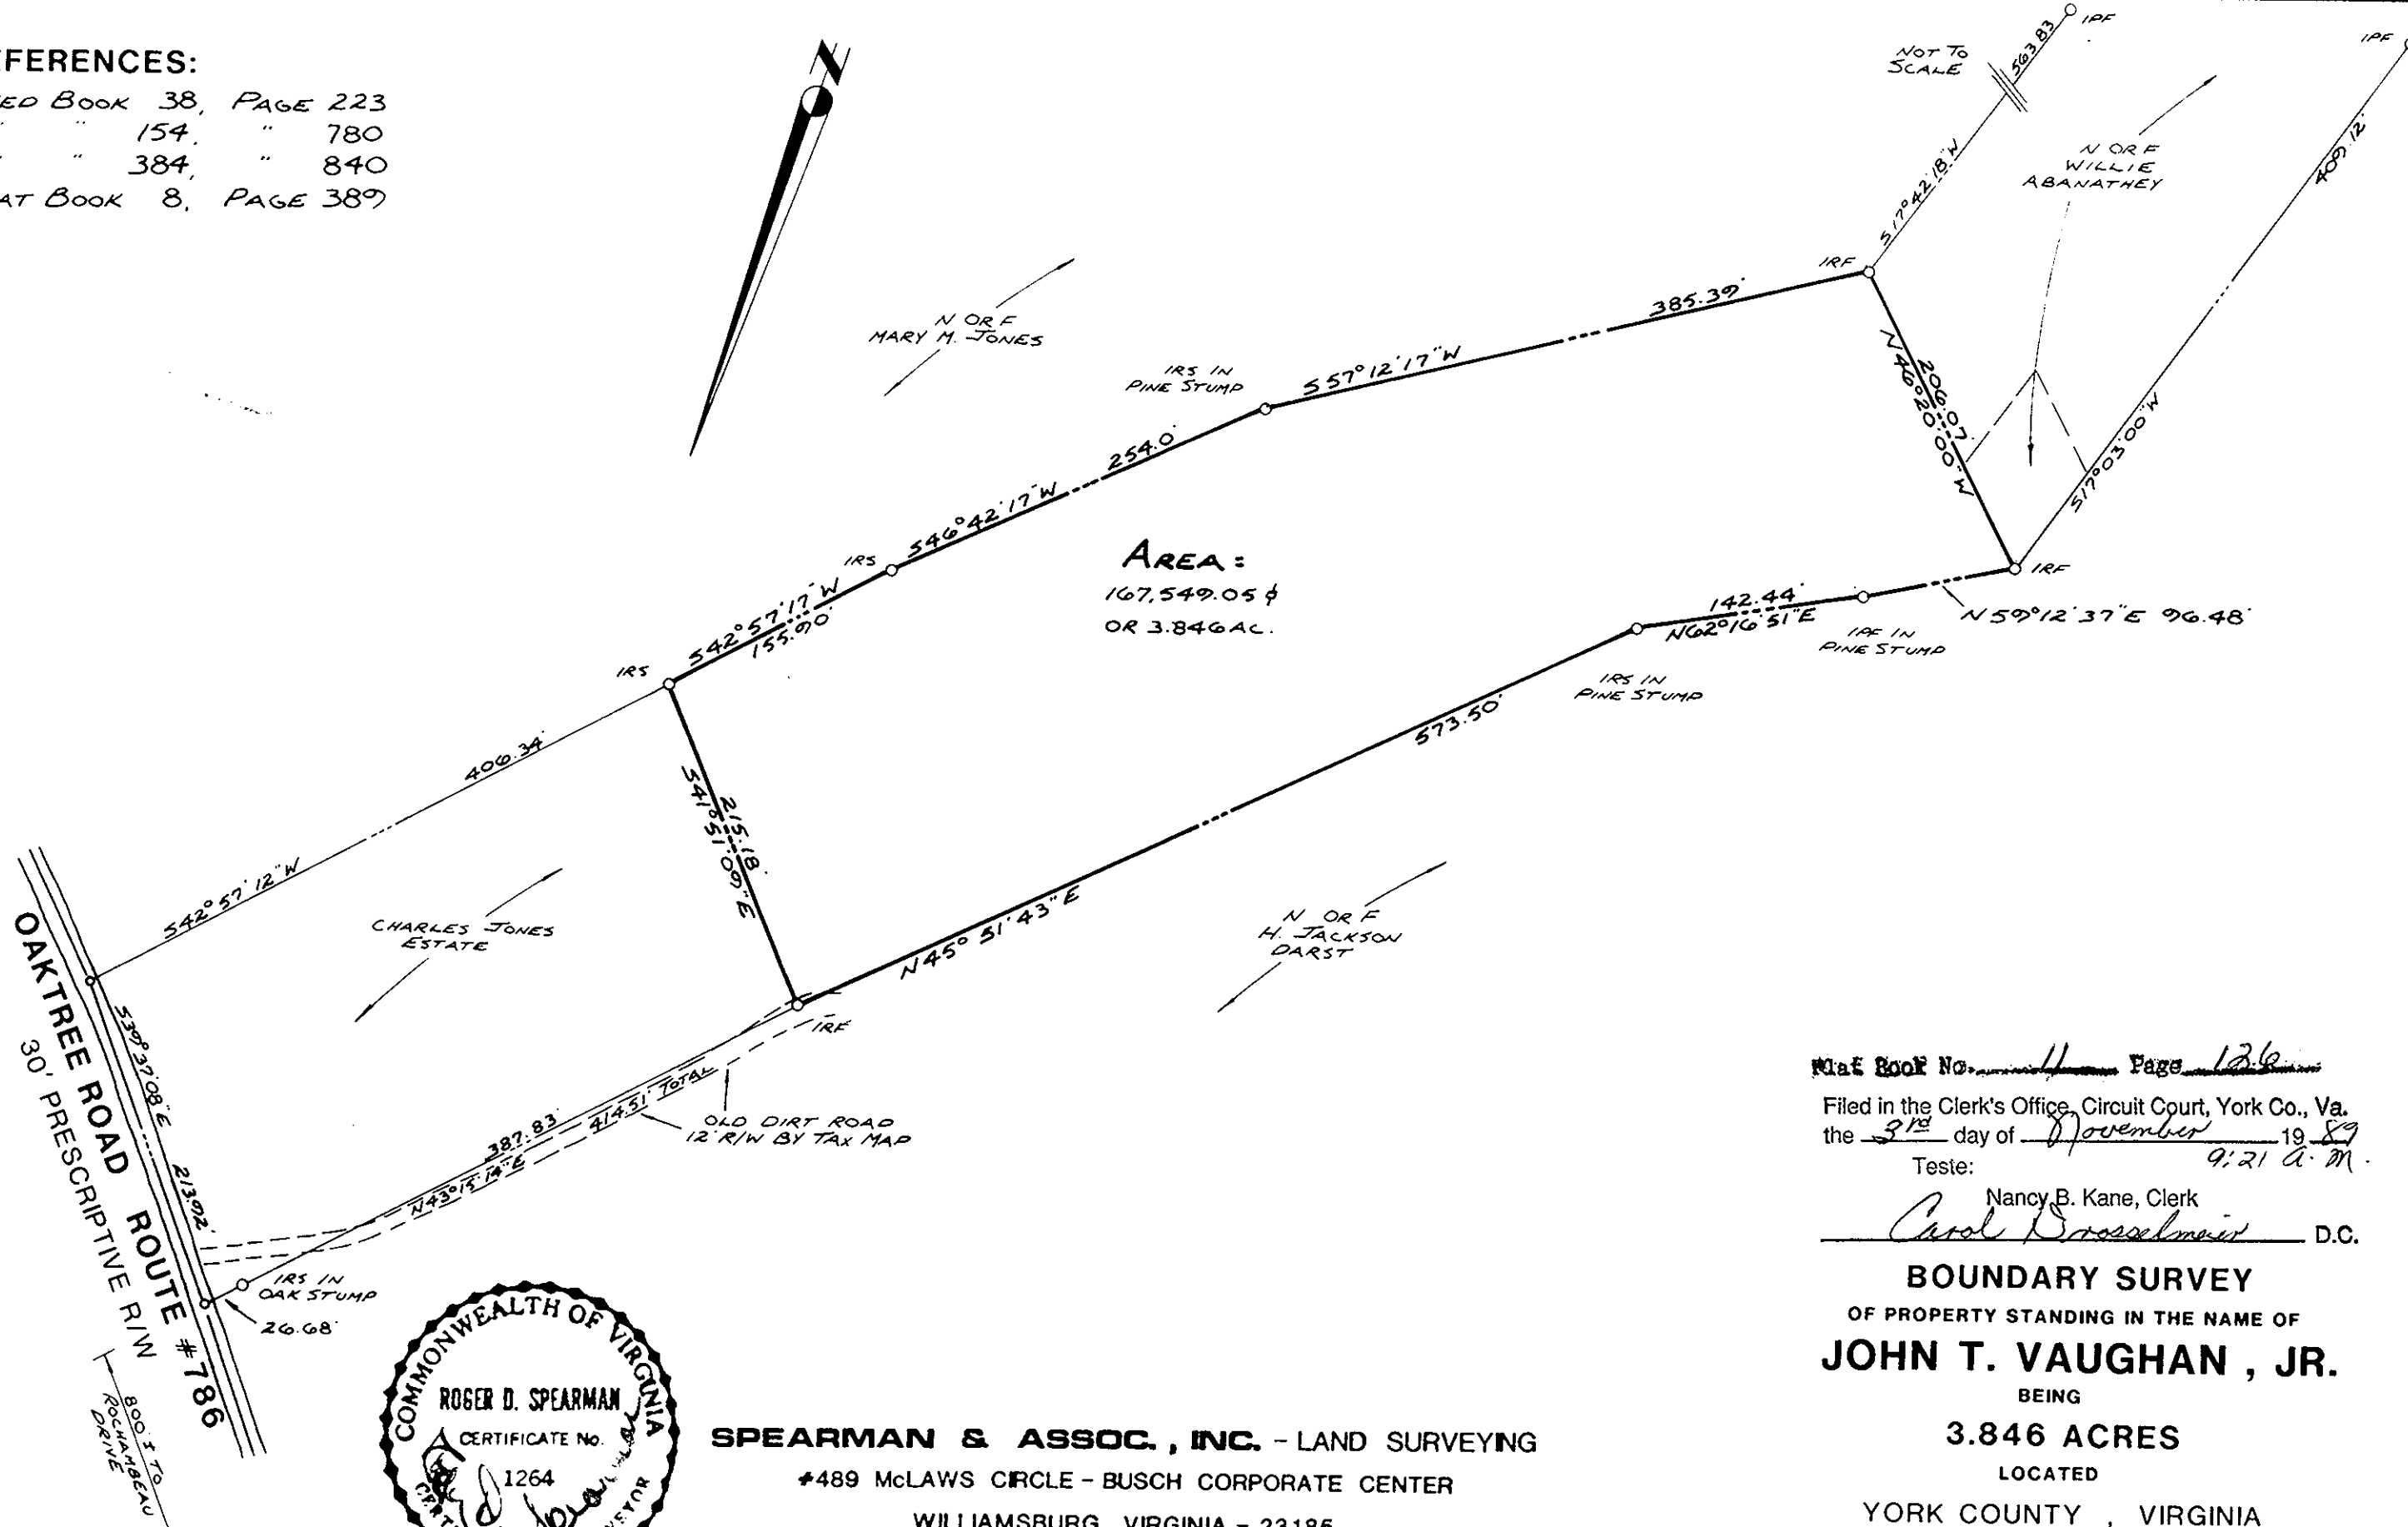 EFERENCES:
ED BOOK 38, PAGE 223
" " 154, " 780
" " 384, " 840
AT BOOK 8, PAGE 389
N
NOT TO
SCALE
563.83
IPF
IPF
S17°42'18"W
N OR F
WILLIE
ABANATHEY
409.12'
N OR F
MARY M. JONES
IRF
385.39'
IRS IN
PINE STUMP
S57°12'17"W
N46°20'00"W
206.07'
S17°03'00"W
254.0'
S46°42'17"W
IRS
AREA:
167,549.05 ⏀
OR 3.846 AC.
S42°57'17"W
155.90'
IRS
IRF
142.44'
N62°16'51"E
N59°12'37"E 96.48'
IPF IN
PINE STUMP
IRS IN
PINE STUMP
573.50'
406.34'
S41°51'09"E
215.18'
S42°57'12"W
CHARLES JONES
ESTATE
N45°51'43"E
N OR F
H. JACKSON
DARST
IRF
OAKTREE ROAD ROUTE #786
30' PRESCRIPTIVE R/W
S39°37'08"E
213.92'
387.83'
414.51' TOTAL
N43°15'14"E
OLD DIRT ROAD
12' R/W BY TAX MAP
IRS IN
OAK STUMP
26.68'
800'± TO
ROCHAMBEAU
DRIVE
Plat Book No. 11 Page 126
Filed in the Clerk's Office, Circuit Court, York Co., Va.
the 3rd day of November 19 89
9:21 A.M.
Teste:
Nancy B. Kane, Clerk
Carol Drosselmeier D.C.
BOUNDARY SURVEY
OF PROPERTY STANDING IN THE NAME OF
JOHN T. VAUGHAN , JR.
BEING
3.846 ACRES
LOCATED
YORK COUNTY , VIRGINIA
COMMONWEALTH OF VIRGINIA
ROGER D. SPEARMAN
CERTIFICATE No.
1264
SPEARMAN & ASSOC., INC. - LAND SURVEYING
#489 McLAWS CIRCLE - BUSCH CORPORATE CENTER
WILLIAMSBURG, VIRGINIA - 23185